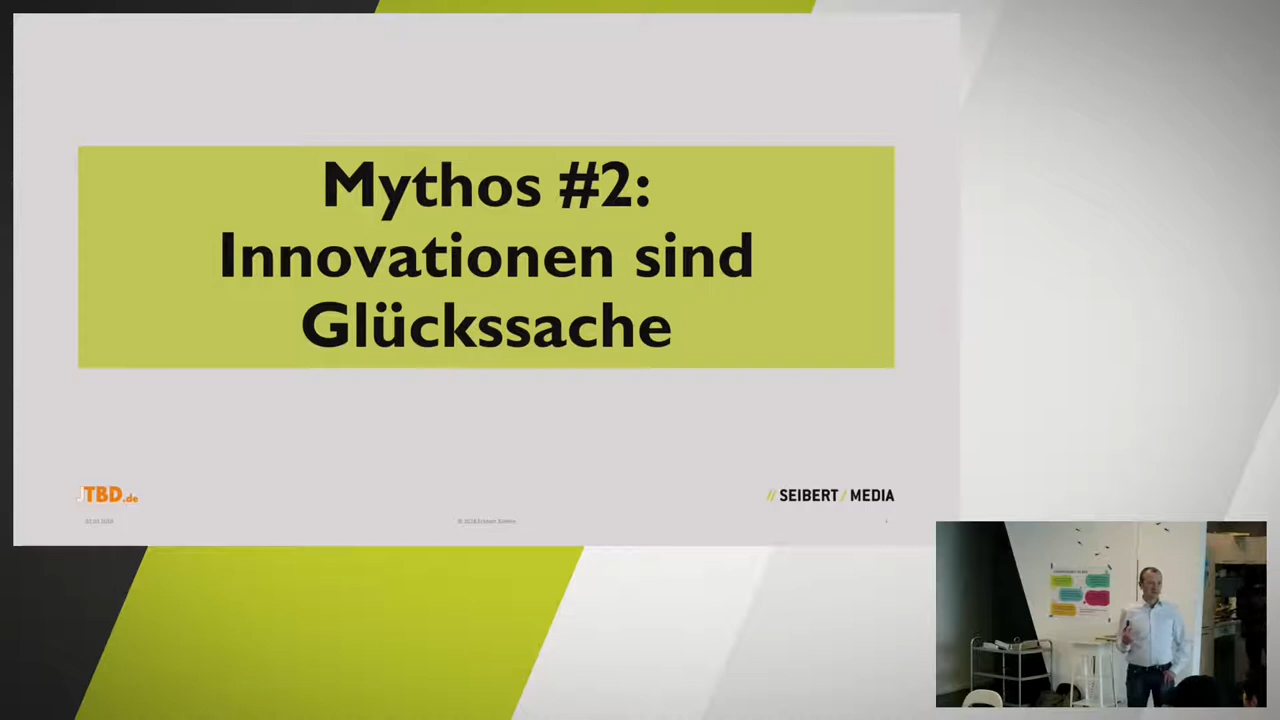 Mythos #2:
Innovationen sind
Glückssache
JTBD.de
// SEIBERT / MEDIA